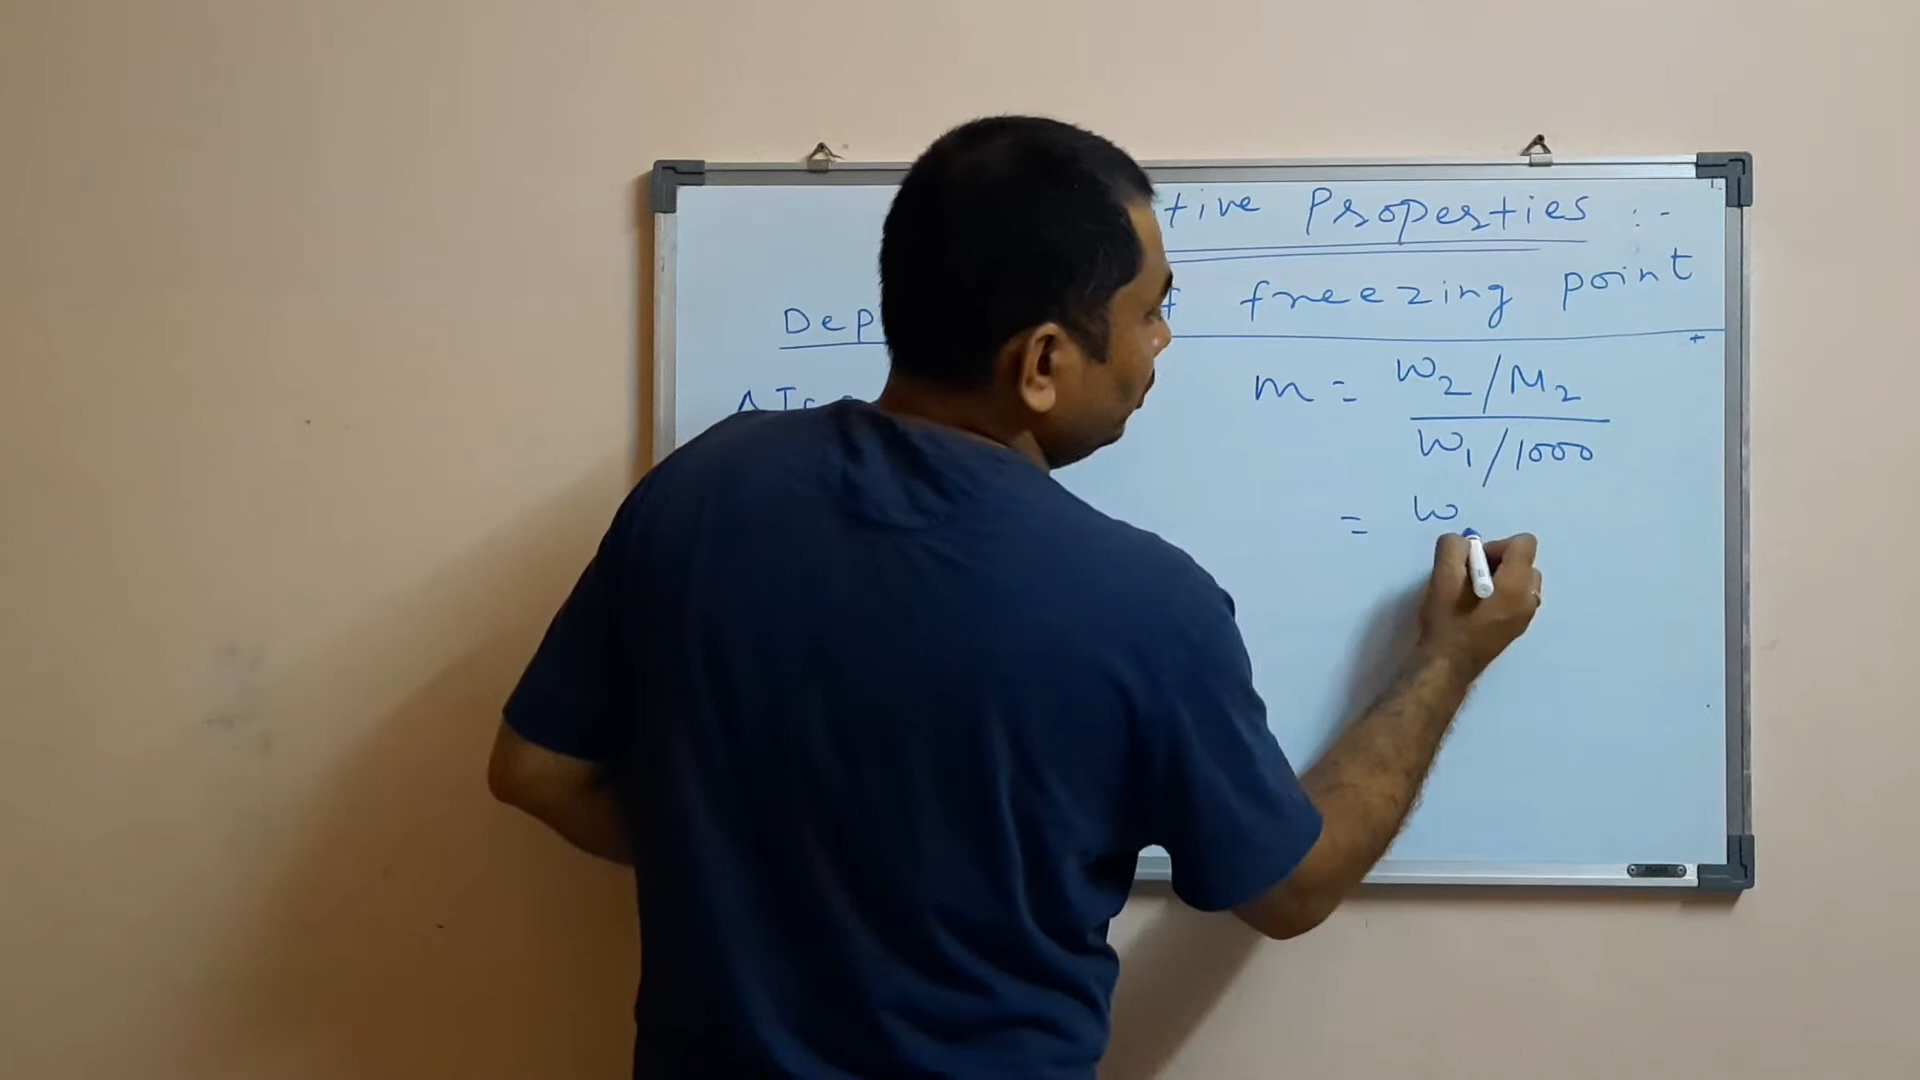 tive Properties :-
Dep f freezing point
m = W2/M2
W1/1000
= W